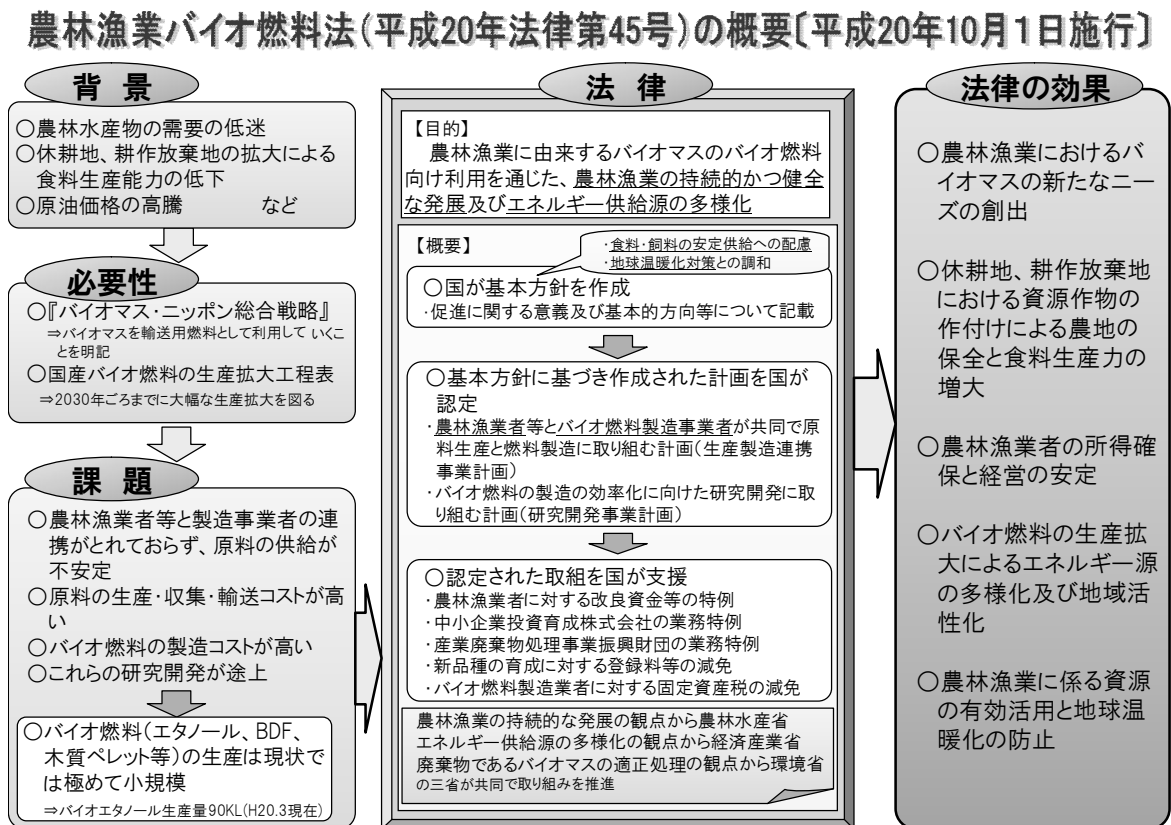 農林漁業バイオ燃料法(平成20年法律第45号)の概要〔平成20年10月1日施行〕
背 景
○農林水産物の需要の低迷
○休耕地、耕作放棄地の拡大による
食料生産能力の低下
○原油価格の高騰 など
必要性
○『バイオマス・ニッポン総合戦略』
⇒バイオマスを輸送用燃料として利用して いくこ
とを明記
○国産バイオ燃料の生産拡大工程表
⇒2030年ごろまでに大幅な生産拡大を図る
課 題
○農林漁業者等と製造事業者の連
携がとれておらず、原料の供給が
不安定
○原料の生産・収集・輸送コストが高
い
○バイオ燃料の製造コストが高い
○これらの研究開発が途上
○バイオ燃料(エタノール、BDF、
木質ペレット等)の生産は現状で
は極めて小規模
⇒バイオエタノール生産量90KL(H20.3現在)
法 律
【目的】
農林漁業に由来するバイオマスのバイオ燃料
向け利用を通じた、農林漁業の持続的かつ健全
な発展及びエネルギー供給源の多様化
【概要】
・食料・飼料の安定供給への配慮
・地球温暖化対策との調和
○国が基本方針を作成
・促進に関する意義及び基本的方向等について記載
○基本方針に基づき作成された計画を国が
認定
・農林漁業者等とバイオ燃料製造事業者が共同で原
料生産と燃料製造に取り組む計画(生産製造連携
事業計画)
・バイオ燃料の製造の効率化に向けた研究開発に取
り組む計画(研究開発事業計画)
○認定された取組を国が支援
・農林漁業者に対する改良資金等の特例
・中小企業投資育成株式会社の業務特例
・産業廃棄物処理事業振興財団の業務特例
・新品種の育成に対する登録料等の減免
・バイオ燃料製造業者に対する固定資産税の減免
農林漁業の持続的な発展の観点から農林水産省
エネルギー供給源の多様化の観点から経済産業省
廃棄物であるバイオマスの適正処理の観点から環境省
の三省が共同で取り組みを推進
法律の効果
○農林漁業におけるバ
イオマスの新たなニー
ズの創出
○休耕地、耕作放棄地
における資源作物の
作付けによる農地の
保全と食料生産力の
増大
○農林漁業者の所得確
保と経営の安定
○バイオ燃料の生産拡
大によるエネルギー源
の多様化及び地域活
性化
○農林漁業に係る資源
の有効活用と地球温
暖化の防止